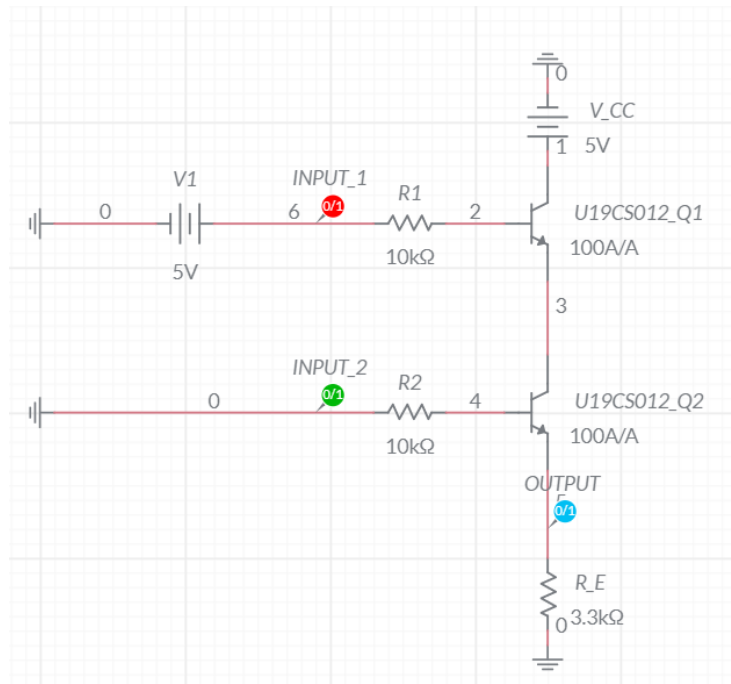 0
V_CC
1 5V
V1
INPUT_1
0/1
R1
0
6
2
U19CS012_Q1
10kΩ
100A/A
5V
3
INPUT_2
0/1
R2
0
4
U19CS012_Q2
10kΩ
100A/A
OUTPUT
5
0/1
R_E
0 3.3kΩ